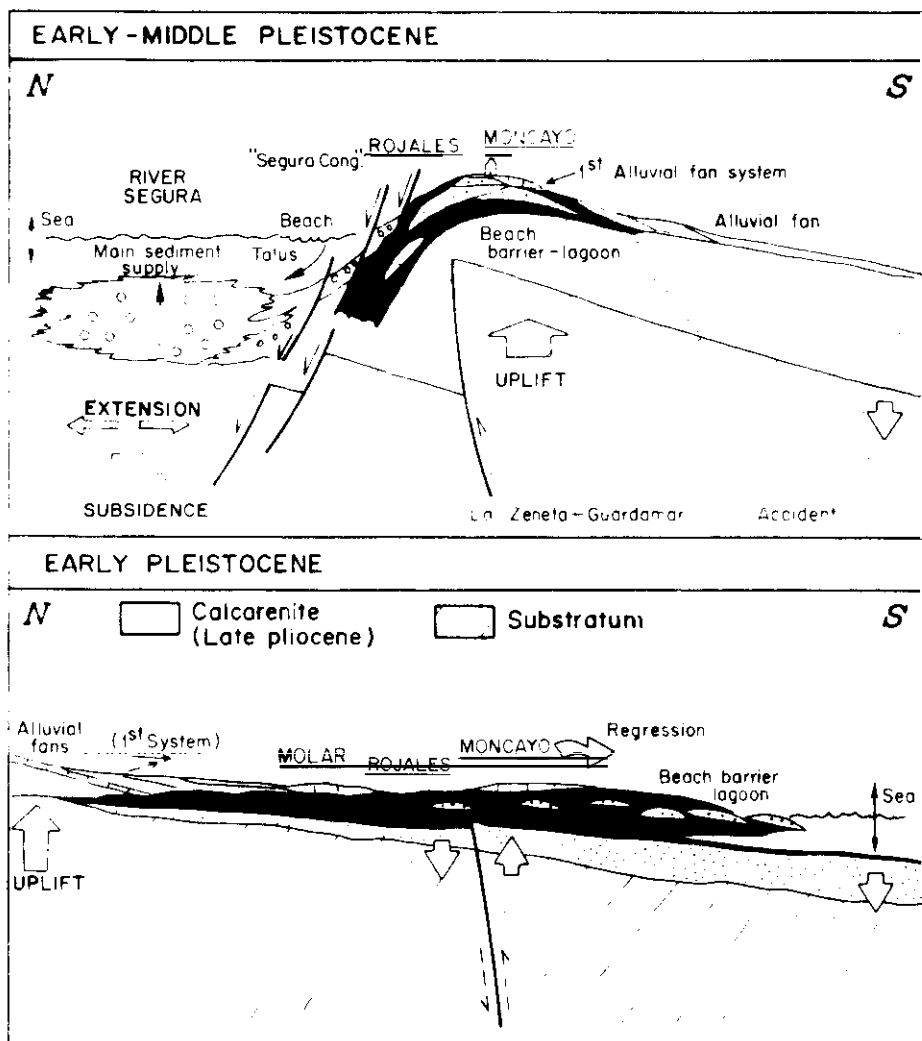 EARLY-MIDDLE PLEISTOCENE
N S
"Segura Cong." ROJALES MONCAYO
1st Alluvial fan system
RIVER
SEGURA
Sea
Beach
Alluvial fan
Main sediment
supply
Talus
Beach
barrier-lagoon
UPLIFT
EXTENSION
SUBSIDENCE
La Zeneta-Guardamar Accident
EARLY PLEISTOCENE
N S
Calcarenite
(Late pliocene)
Substratum
Alluvial
fans
(1st System)
MOLAR
ROJALES
MONCAYO
Regression
Beach barrier
lagoon
Sea
UPLIFT